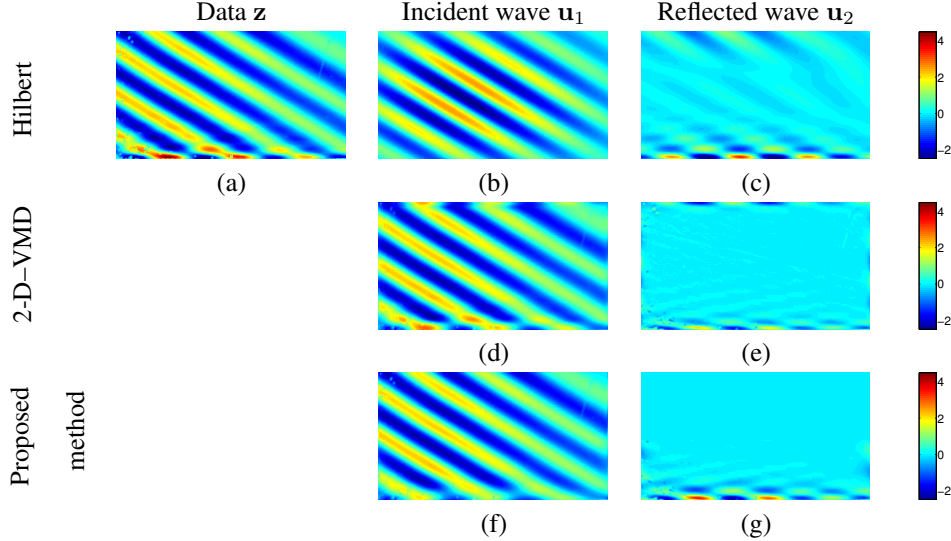 Data z Incident wave u₁ Reflected wave u₂
Hilbert
4
2
0
−2
(a) (b) (c)
2-D–VMD
4
2
0
−2
(d) (e)
Proposed
method
4
2
0
−2
(f) (g)